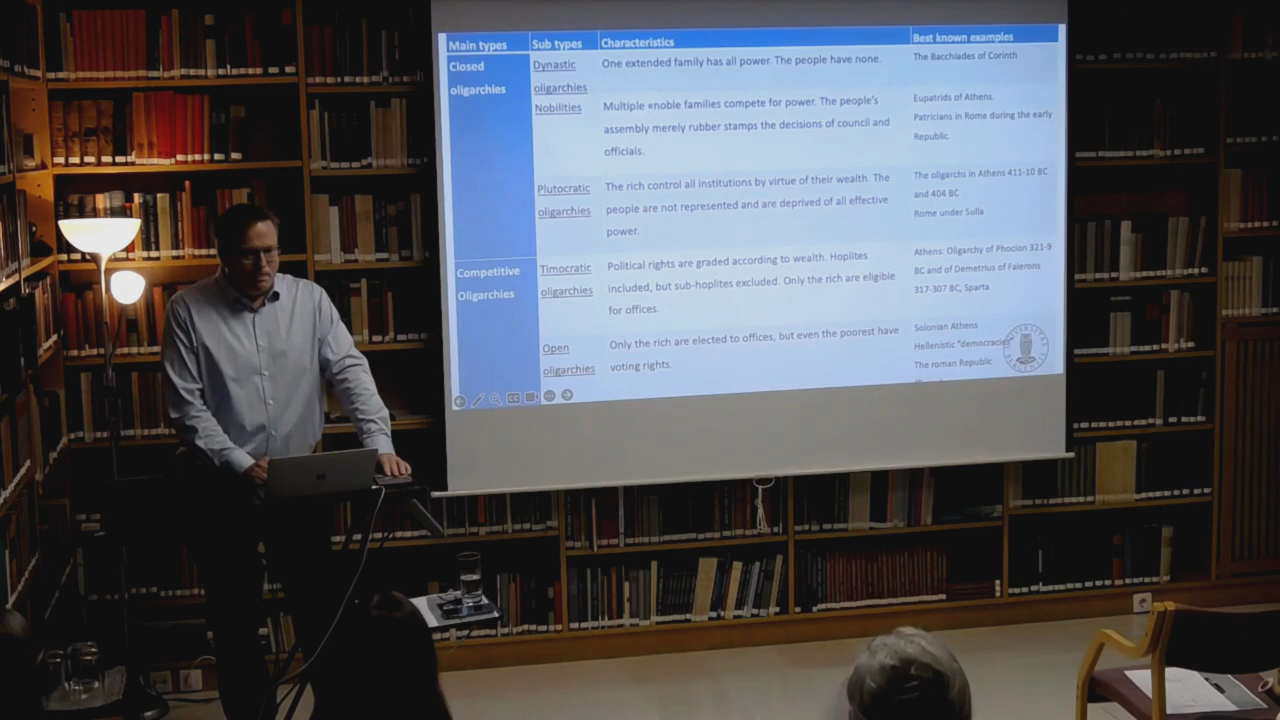 Main types Sub types Characteristics Best known examples
Closed oligarchies
Dynastic oligarchies
One extended family has all power. The people have none.
The Bacchiades of Corinth
Nobilities
Multiple «noble families compete for power. The people's
assembly merely rubber stamps the decisions of council and
officials.
Eupatrids of Athens.
Patricians in Rome during the early
Republic.
Plutocratic
oligarchies
The rich control all institutions by virtue of their wealth. The
people are not represented and are deprived of all effective
power.
The oligarchs in Athens 411-10 BC
and 404 BC
Rome under Sulla
Competitive
Oligarchies
Timocratic
oligarchies
Political rights are graded according to wealth. Hoplites
included, but sub-hoplites excluded. Only the rich are eligible
for offices.
Athens: Oligarchy of Phocion 321-9
BC and of Demetrius of Falerons
317-307 BC, Sparta
Open
oligarchies
Only the rich are elected to offices, but even the poorest have
voting rights.
Solonian Athens
Hellenistic "democracies
The roman Republic
CC